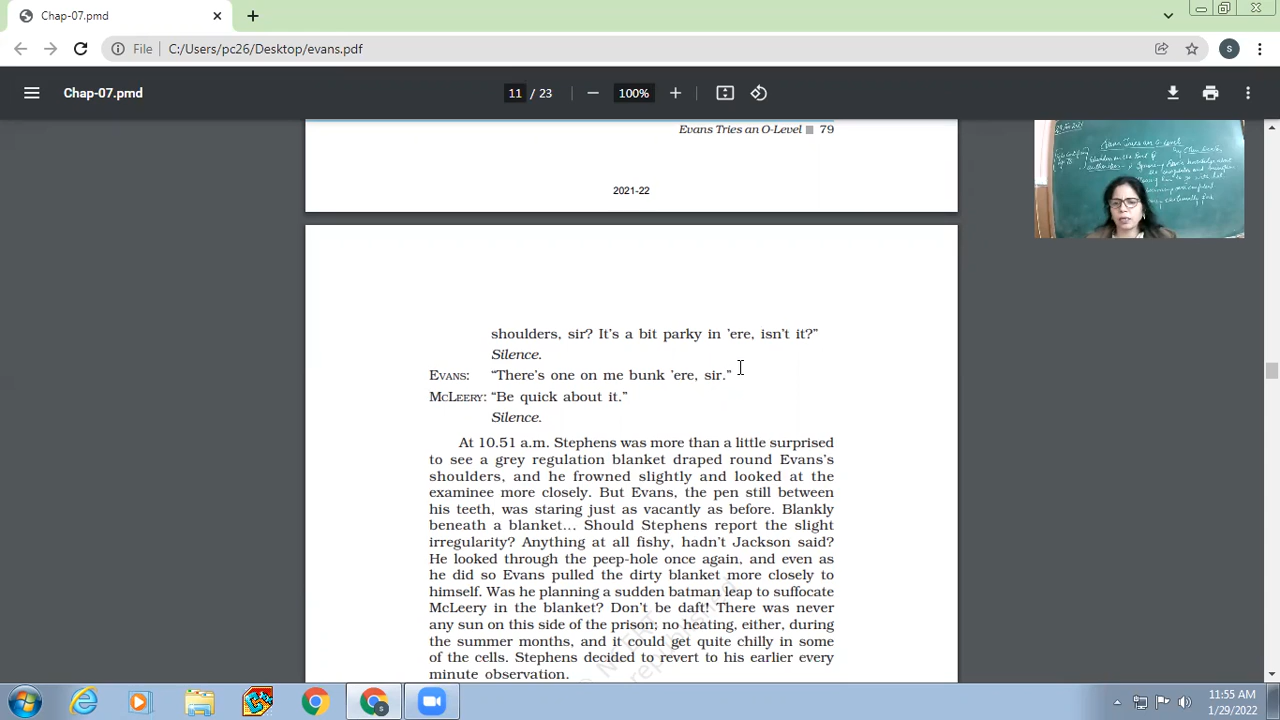 Chap-07.pmd
File
C:/Users/pc26/Desktop/evans.pdf
S
Chap-07.pmd
11 / 23
100%
Evans Tries an O-Level 79
2021-22
Evans Tries an O-Level
shoulders, sir? It's a bit parky in 'ere, isn't it?”
Silence.
EVANS: “There's one on me bunk 'ere, sir.”
MCLEERY: “Be quick about it.”
Silence.
At 10.51 a.m. Stephens was more than a little surprised
to see a grey regulation blanket draped round Evans's
shoulders, and he frowned slightly and looked at the
examinee more closely. But Evans, the pen still between
his teeth, was staring just as vacantly as before. Blankly
beneath a blanket... Should Stephens report the slight
irregularity? Anything at all fishy, hadn't Jackson said?
He looked through the peep-hole once again, and even as
he did so Evans pulled the dirty blanket more closely to
himself. Was he planning a sudden batman leap to suffocate
McLeery in the blanket? Don't be daft! There was never
any sun on this side of the prison; no heating, either, during
the summer months, and it could get quite chilly in some
of the cells. Stephens decided to revert to his earlier every
minute observation.
11:55 AM
1/29/2022